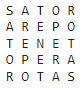 S A T O R
A R E P O
T E N E T
O P E R A
R O T A S